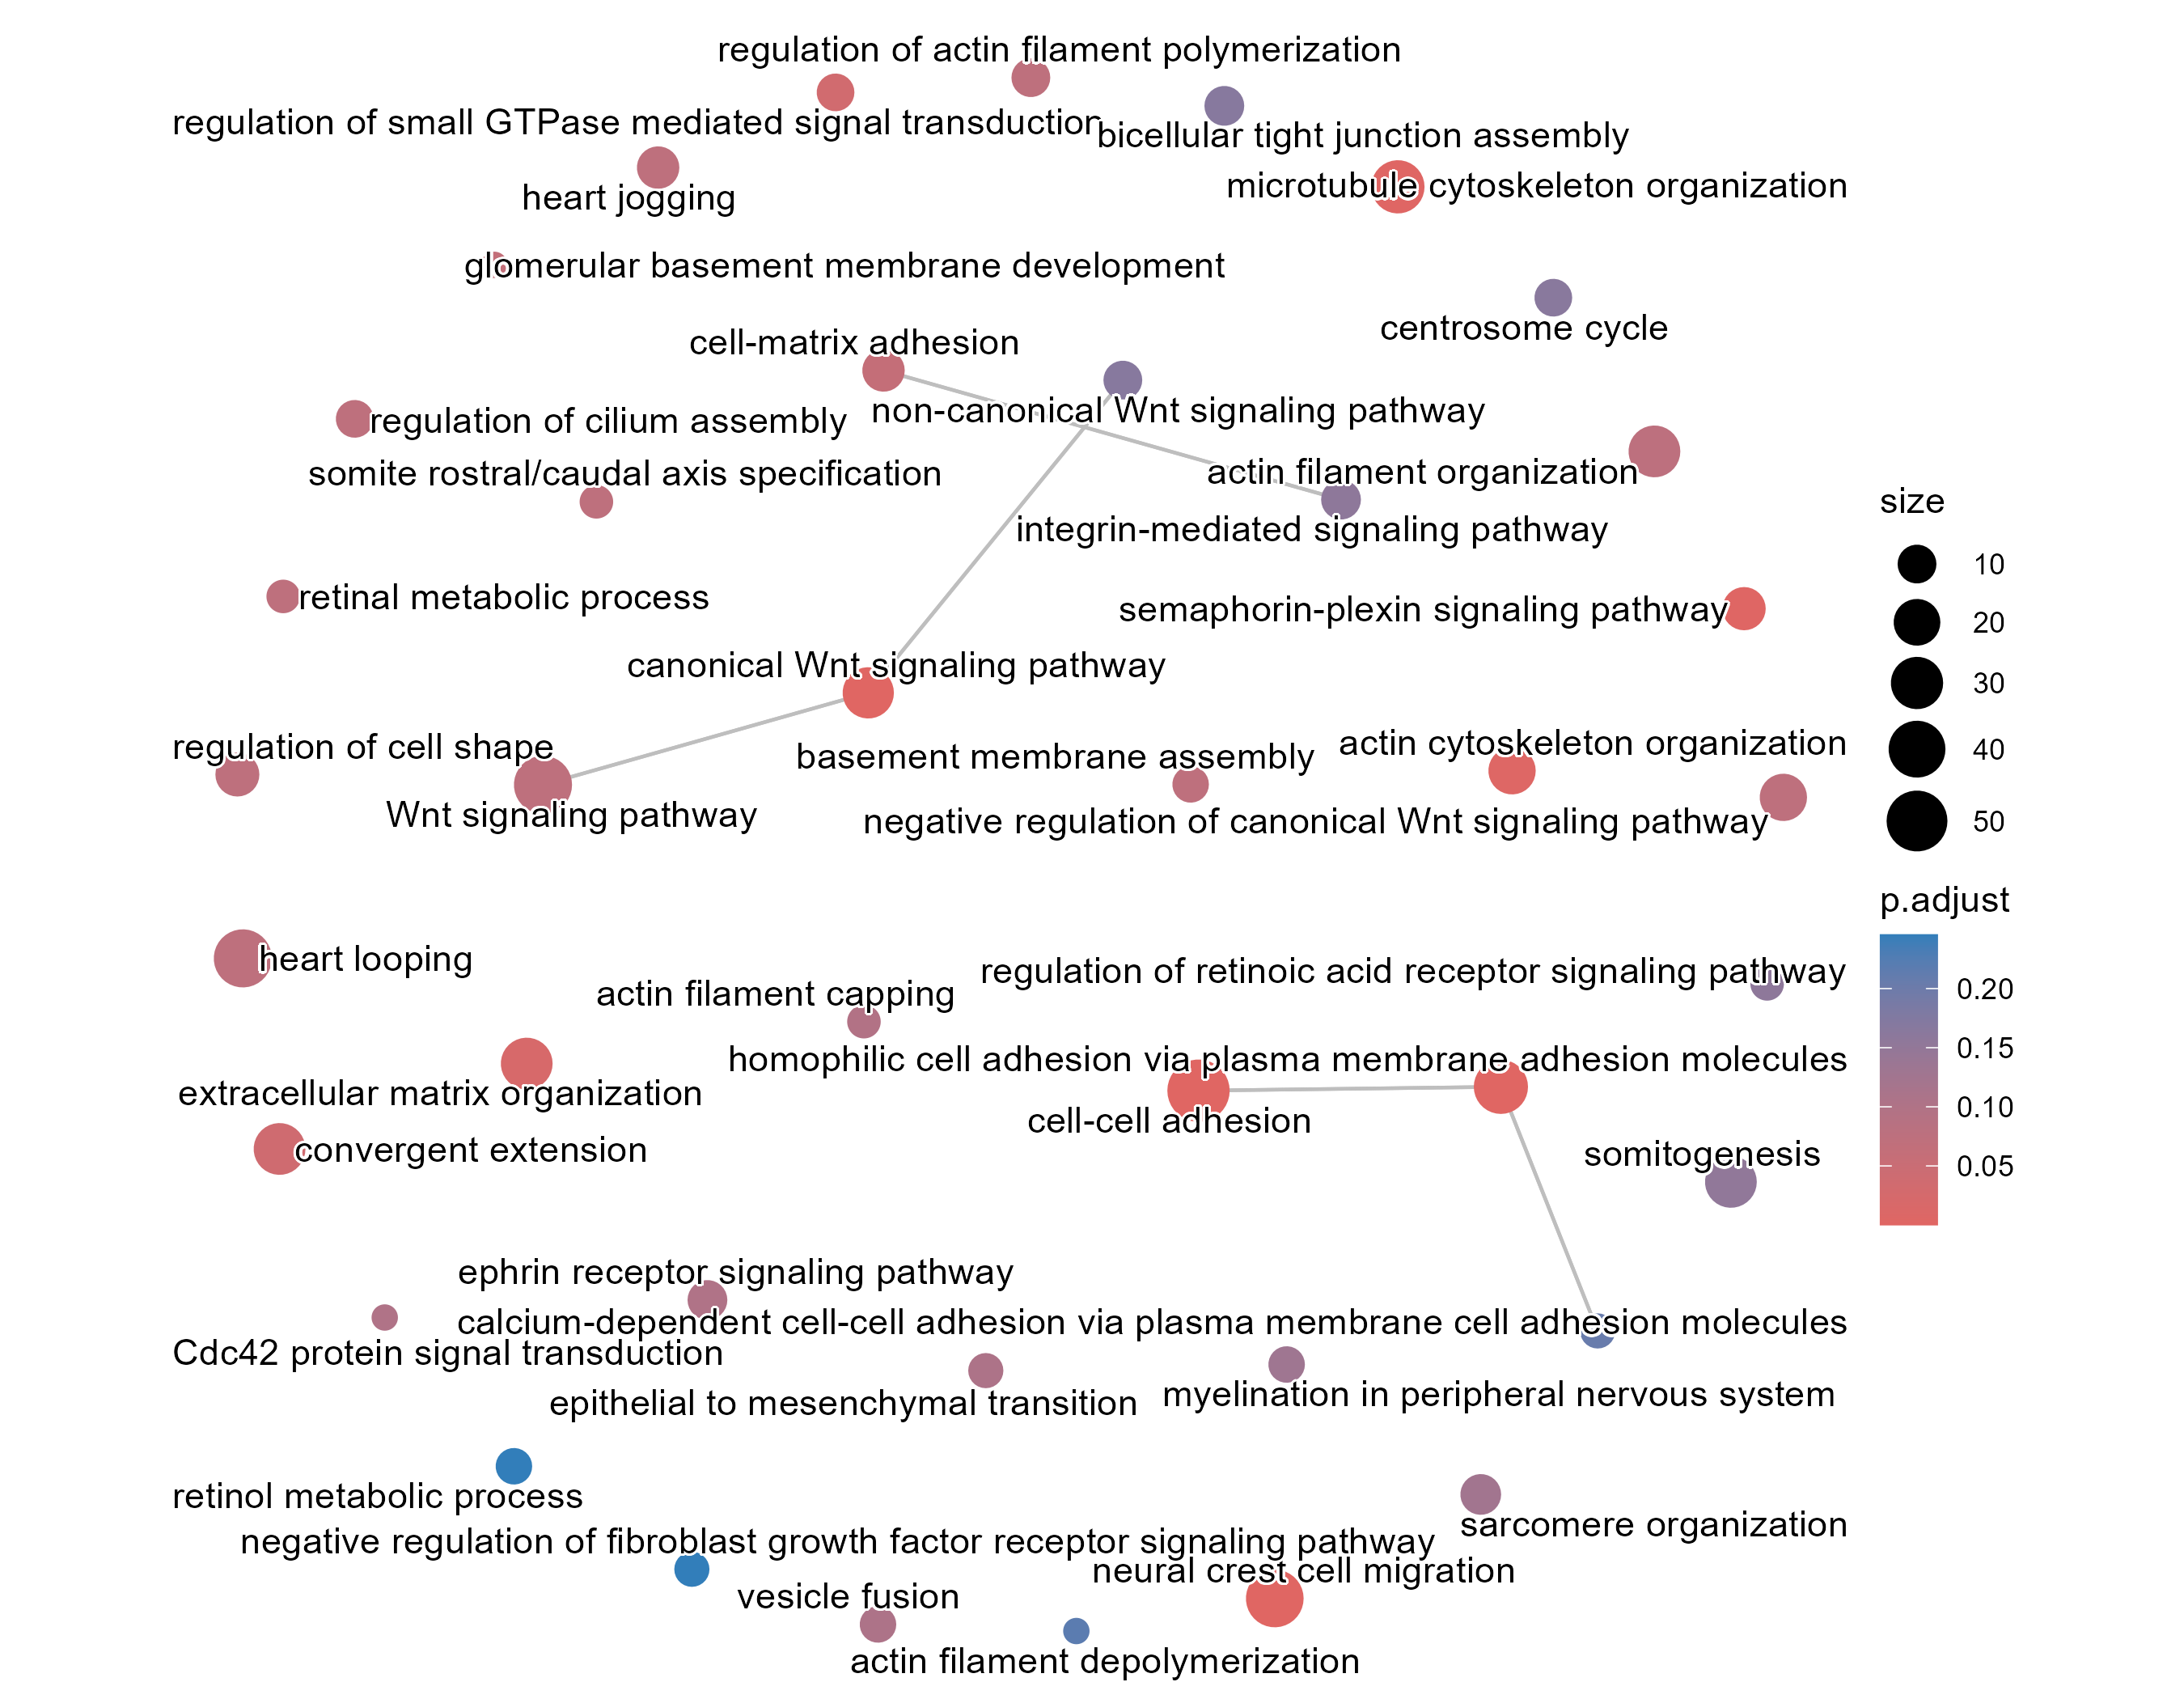 regulation of actin filament polymerization
regulation of small GTPase mediated signal transduction
bicellular tight junction assembly
microtubule cytoskeleton organization
heart jogging
glomerular basement membrane development
centrosome cycle
cell-matrix adhesion
non-canonical Wnt signaling pathway
regulation of cilium assembly
somite rostral/caudal axis specification
actin filament organization
integrin-mediated signaling pathway
retinal metabolic process
semaphorin-plexin signaling pathway
canonical Wnt signaling pathway
regulation of cell shape
basement membrane assembly
actin cytoskeleton organization
Wnt signaling pathway
negative regulation of canonical Wnt signaling pathway
heart looping
regulation of retinoic acid receptor signaling pathway
actin filament capping
homophilic cell adhesion via plasma membrane adhesion molecules
extracellular matrix organization
cell-cell adhesion
convergent extension
somitogenesis
ephrin receptor signaling pathway
calcium-dependent cell-cell adhesion via plasma membrane cell adhesion molecules
Cdc42 protein signal transduction
epithelial to mesenchymal transition
myelination in peripheral nervous system
retinol metabolic process
sarcomere organization
negative regulation of fibroblast growth factor receptor signaling pathway
neural crest cell migration
vesicle fusion
actin filament depolymerization
size
10
20
30
40
50
p.adjust
0.20
0.15
0.10
0.05